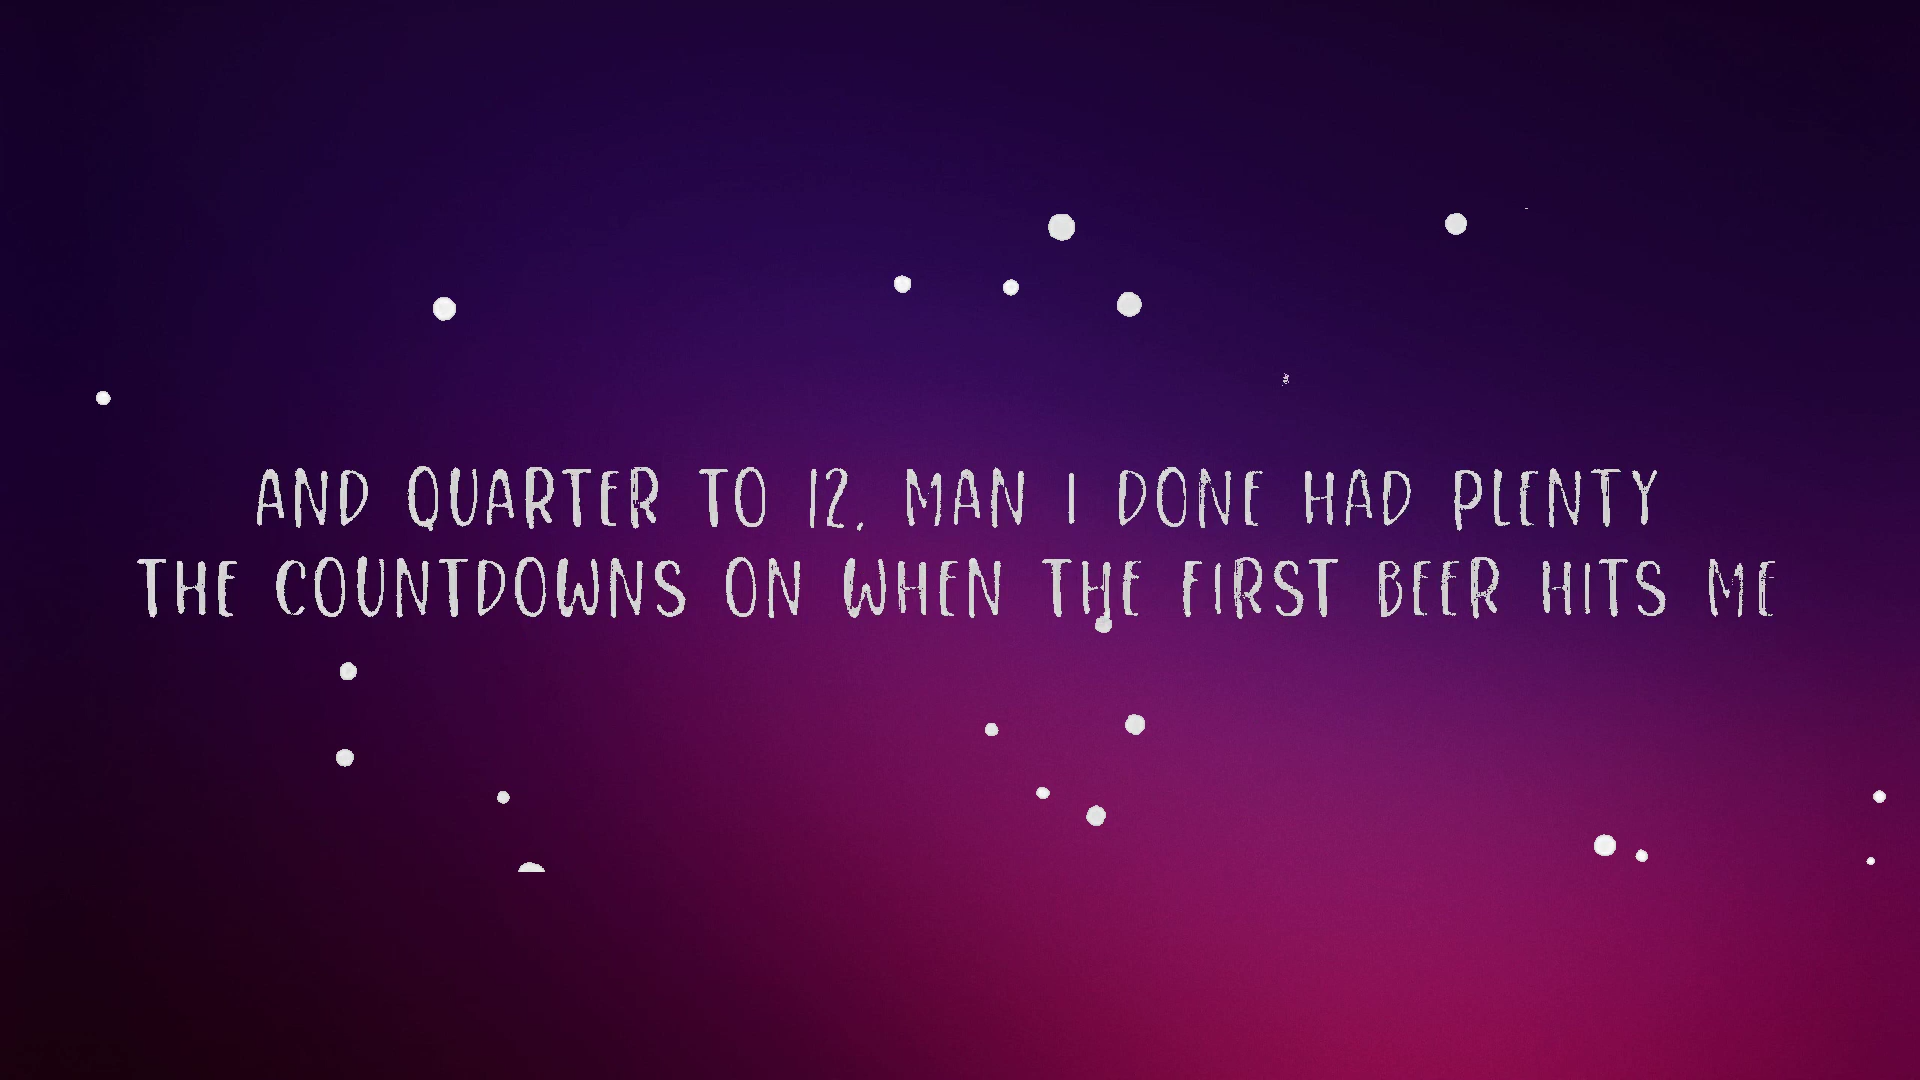 AND QUARTER TO 12, MAN I DONE HAD PLENTY
THE COUNTDOWNS ON WHEN THE FIRST BEER HITS ME